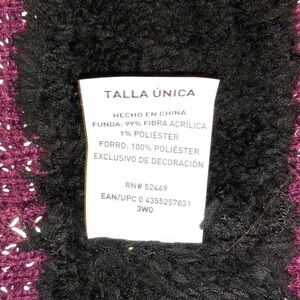 TALLA ÚNICA
HECHO EN CHINA
FUNDA: 99% FIBRA ACRÍLICA
1% POLIÉSTER
FORRO: 100% POLIÉSTER
EXCLUSIVO DE DECORACIÓN
RN# 52469
EAN/UPC 0 4355257831
3W0